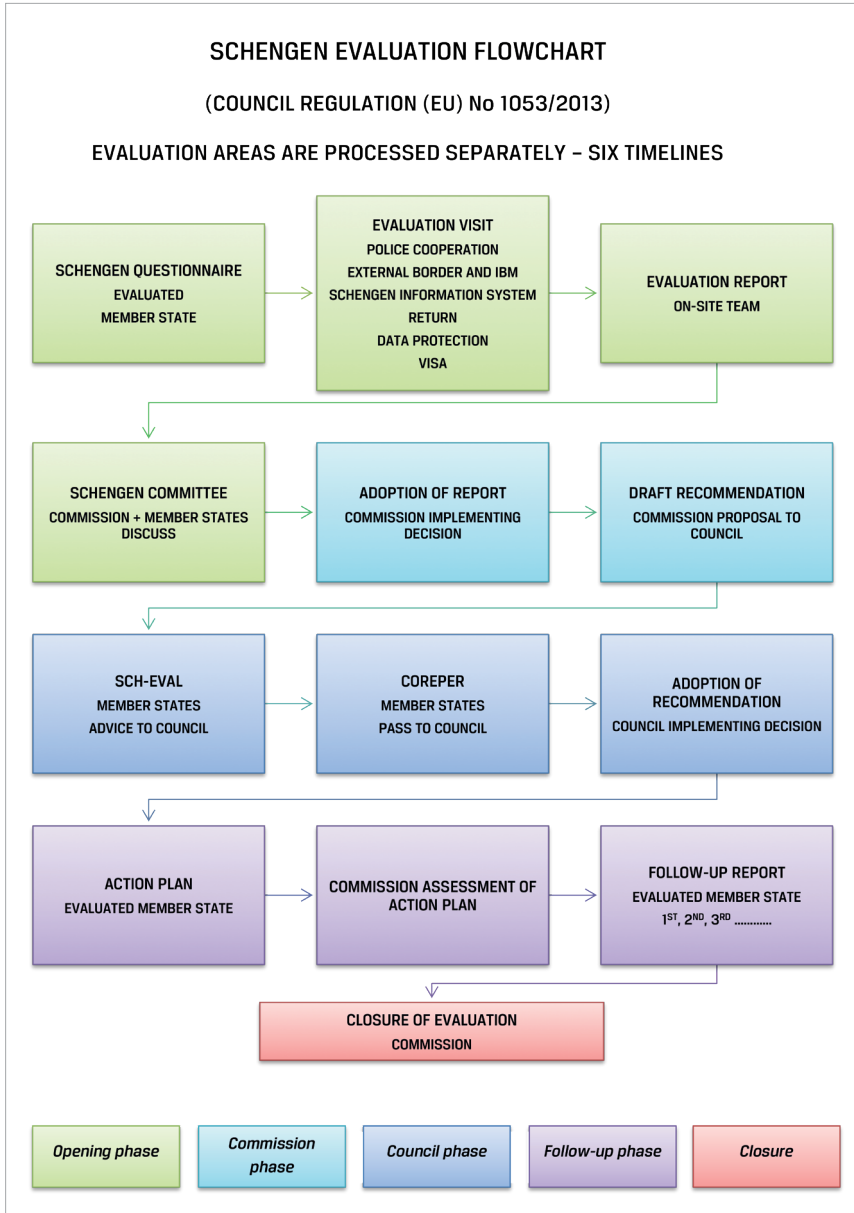 SCHENGEN EVALUATION FLOWCHART
(COUNCIL REGULATION (EU) No 1053/2013)
EVALUATION AREAS ARE PROCESSED SEPARATELY – SIX TIMELINES
SCHENGEN QUESTIONNAIRE
EVALUATED
MEMBER STATE
EVALUATION VISIT
POLICE COOPERATION
EXTERNAL BORDER AND IBM
SCHENGEN INFORMATION SYSTEM
RETURN
DATA PROTECTION
VISA
EVALUATION REPORT
ON-SITE TEAM
SCHENGEN COMMITTEE
COMMISSION + MEMBER STATES
DISCUSS
ADOPTION OF REPORT
COMMISSION IMPLEMENTING
DECISION
DRAFT RECOMMENDATION
COMMISSION PROPOSAL TO
COUNCIL
SCH-EVAL
MEMBER STATES
ADVICE TO COUNCIL
COREPER
MEMBER STATES
PASS TO COUNCIL
ADOPTION OF
RECOMMENDATION
COUNCIL IMPLEMENTING DECISION
ACTION PLAN
EVALUATED MEMBER STATE
COMMISSION ASSESSMENT OF
ACTION PLAN
FOLLOW-UP REPORT
EVALUATED MEMBER STATE
1ST, 2ND, 3RD ............
CLOSURE OF EVALUATION
COMMISSION
Opening phase
Commission
phase
Council phase
Follow-up phase
Closure